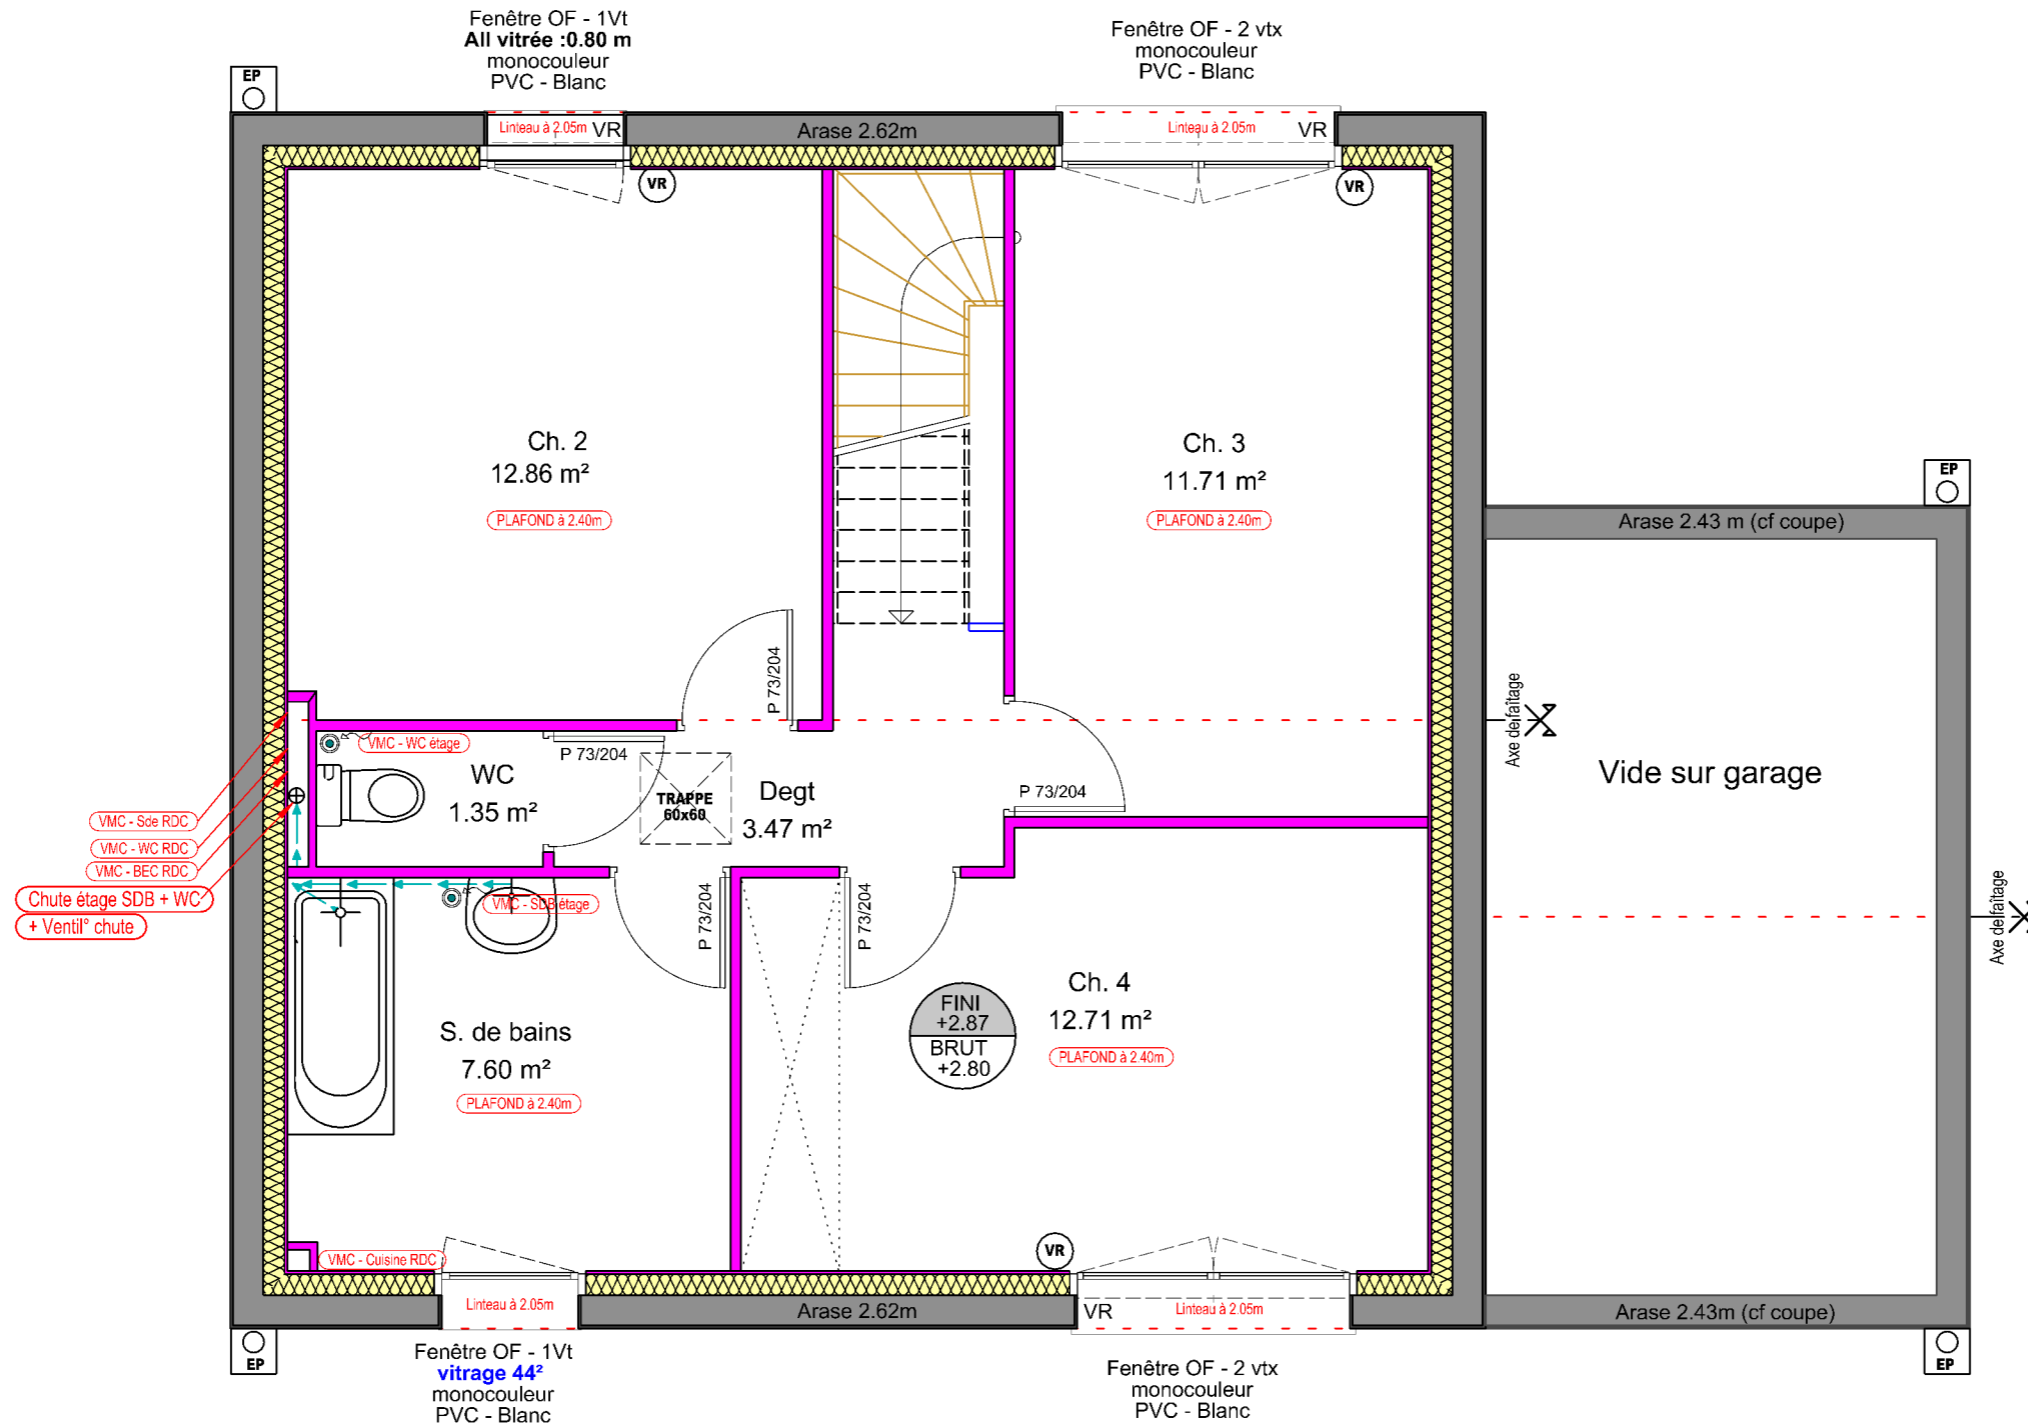 Fenêtre OF - 1Vt
All vitrée :0.80 m
monocouleur
PVC - Blanc
Fenêtre OF - 2 vtx
monocouleur
PVC - Blanc
EP
Linteau à 2.05m VR
Arase 2.62m
Linteau à 2.05m VR
VR
VR
Ch. 2
12.86 m²
PLAFOND à 2.40m
Ch. 3
11.71 m²
PLAFOND à 2.40m
EP
Arase 2.43 m (cf coupe)
P 73/204
Axe de faîtage
Vide sur garage
VMC - WC étage
P 73/204
WC
1.35 m²
TRAPPE
60x60
Degt
3.47 m²
P 73/204
VMC - Sde RDC
VMC - WC RDC
VMC - BEC RDC
Chute étage SDB + WC
+ Ventil° chute
VMC - SDB étage
P 73/204
P 73/204
Axe de faîtage
Ch. 4
12.71 m²
PLAFOND à 2.40m
FINI
+2.87
BRUT
+2.80
S. de bains
7.60 m²
PLAFOND à 2.40m
VMC - Cuisine RDC
VR
Linteau à 2.05m
Arase 2.62m
VR
Linteau à 2.05m
Arase 2.43m (cf coupe)
EP
EP
Fenêtre OF - 1Vt
vitrage 44²
monocouleur
PVC - Blanc
Fenêtre OF - 2 vtx
monocouleur
PVC - Blanc